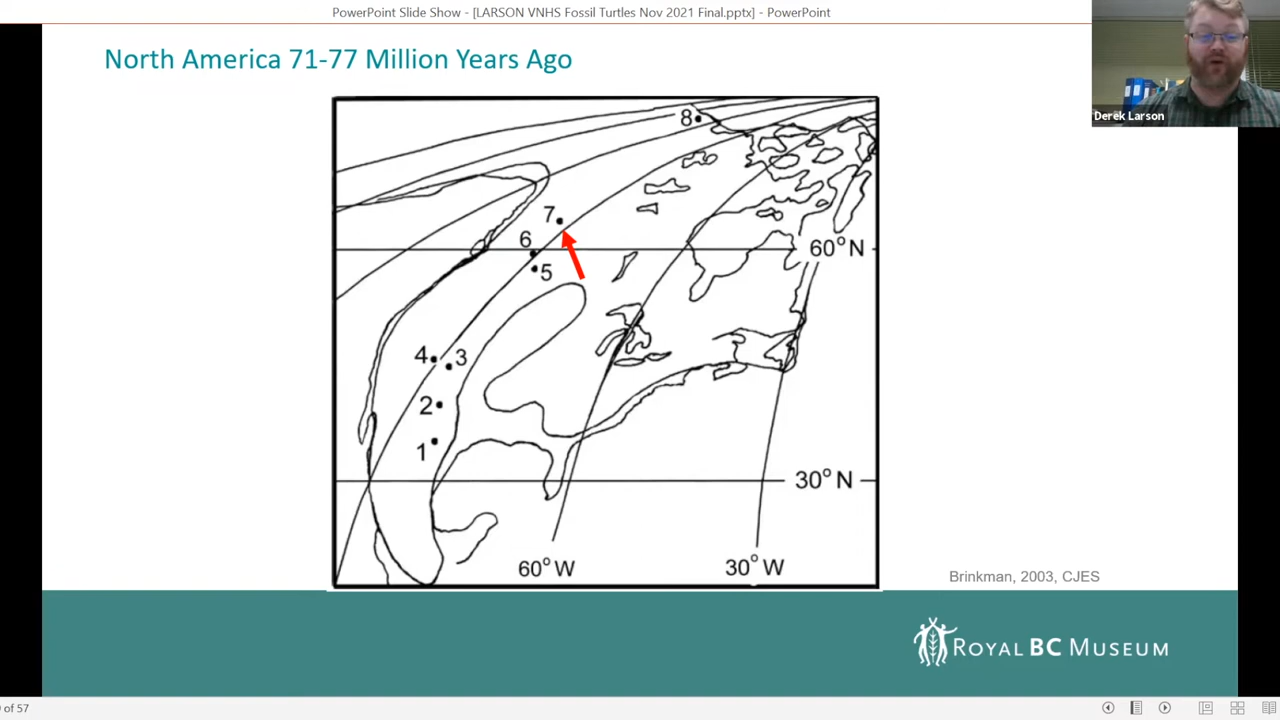 PowerPoint Slide Show - [LARSON VNHS Fossil Turtles Nov 2021 Final.pptx] - PowerPoint
North America 71-77 Million Years Ago
Derek Larson
8
7
6
60°N
5
4
3
2
1
30°N
60°W
30°W
Brinkman, 2003, CJES
ROYAL BC MUSEUM
of 57